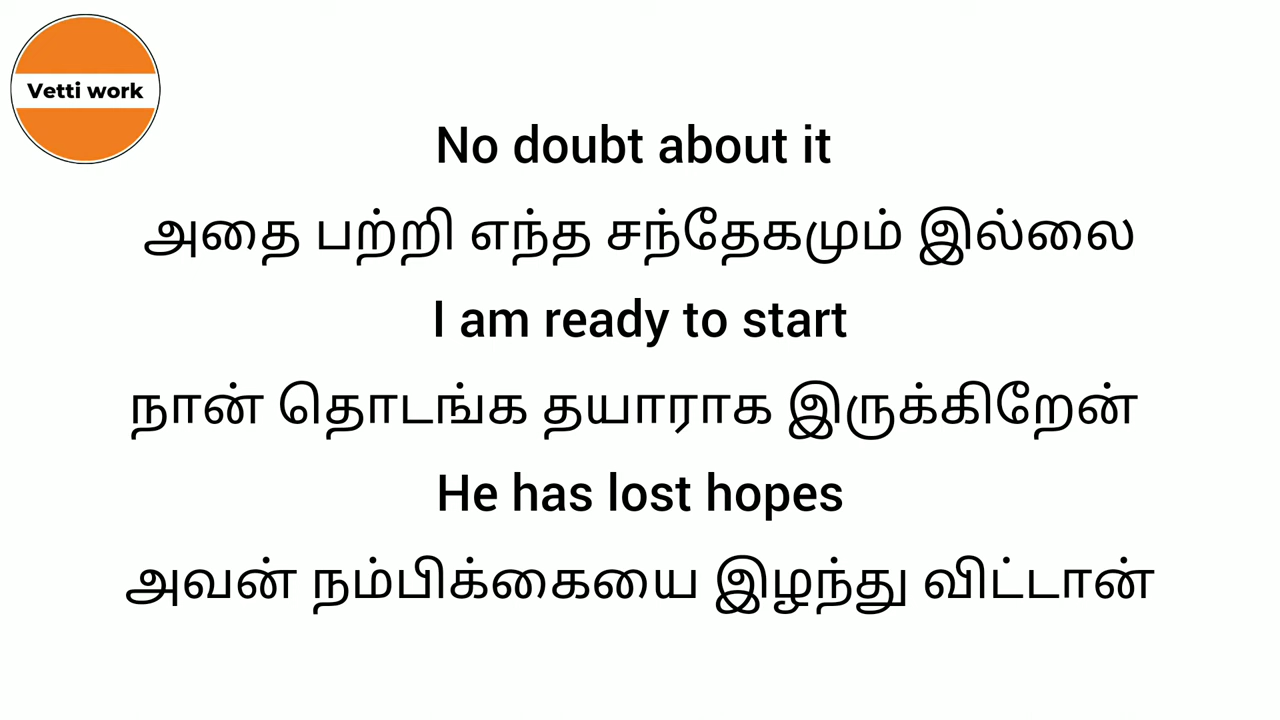 Vetti work
No doubt about it
அதை பற்றி எந்த சந்தேகமும் இல்லை
I am ready to start
நான் தொடங்க தயாராக இருக்கிறேன்
He has lost hopes
அவன் நம்பிக்கையை இழந்து விட்டான்